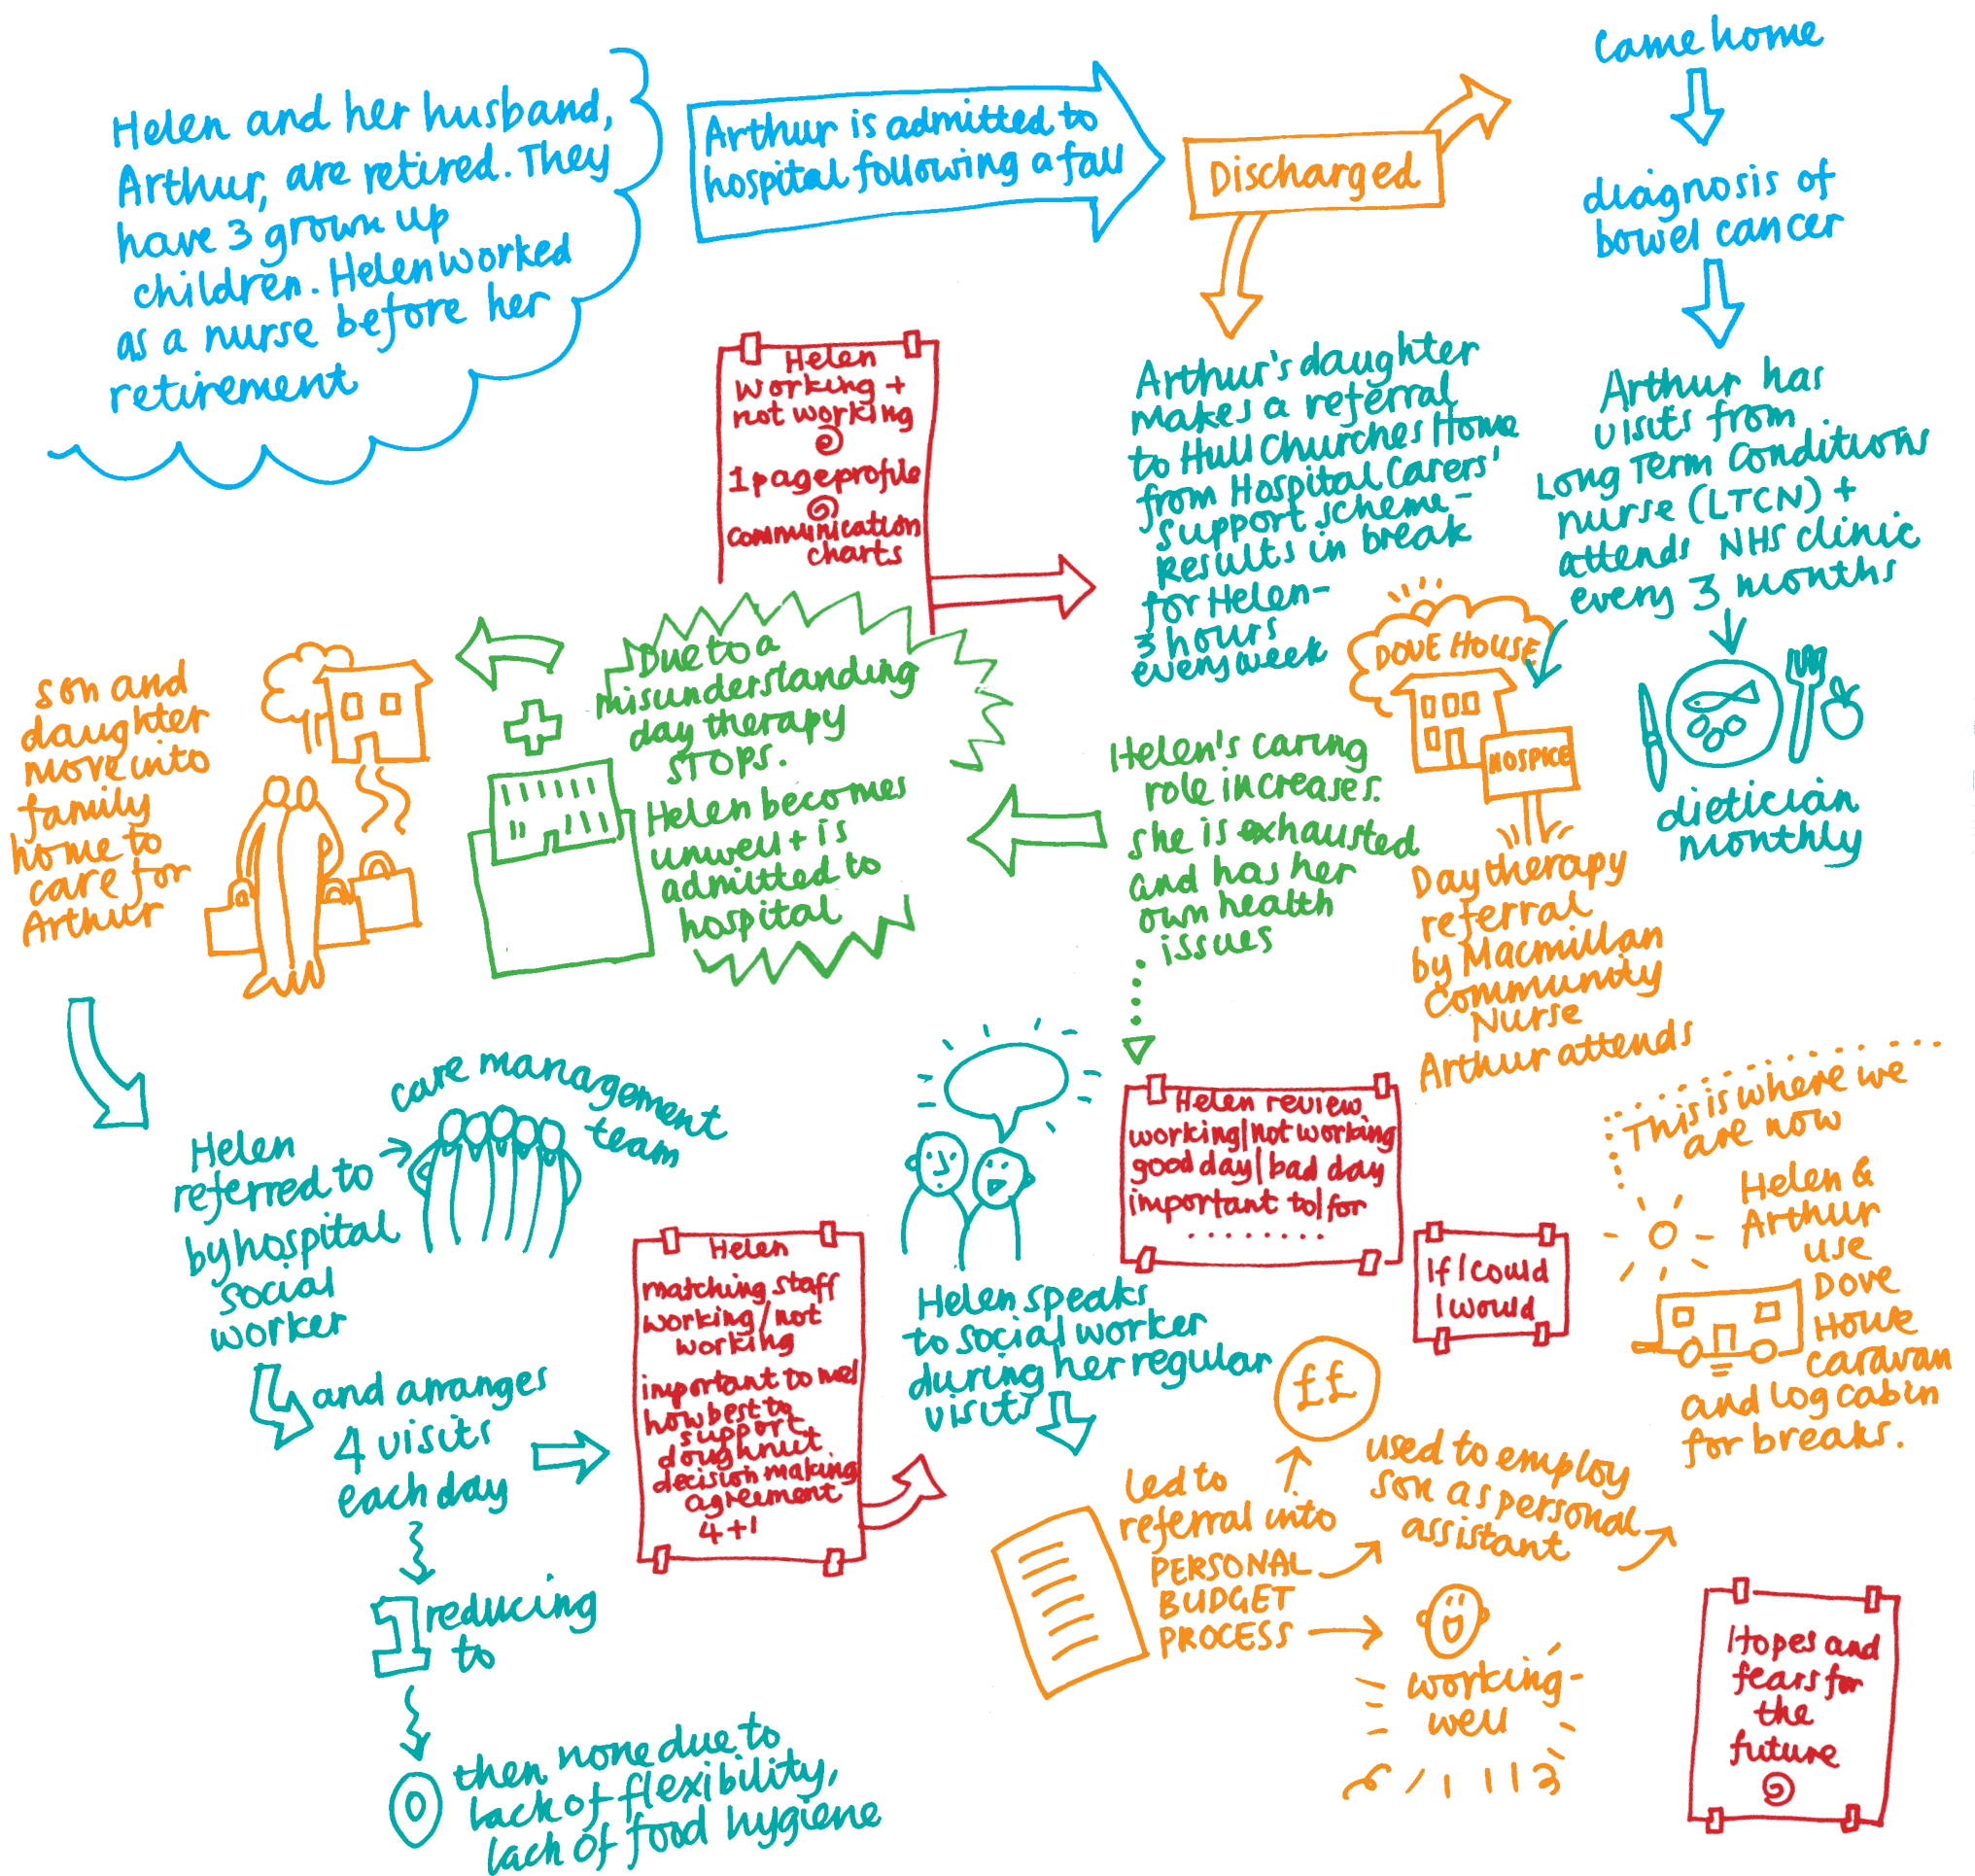 Helen and her husband,
Arthur, are retired. They
have 3 grown up
children. Helen worked
as a nurse before her
retirement
Arthur is admitted to
hospital following a fall
Discharged
came home
diagnosis of
bowel cancer
Arthur has
visits from
Long Term Conditions
nurse (LTCN) +
attends NHS clinic
every 3 months
dietician
monthly
DOVE HOUSE
HOSPICE
Day therapy
referral
by Macmillan
Community
Nurse
Arthur attends
Arthur's daughter
makes a referral
to Hull Churches Home
from Hospital Carers'
support scheme-
Results in break
for Helen-
3 hours
every week
Helen
working +
not working
1 page profile
communication
charts
Helen's caring
role increases.
she is exhausted
and has her
own health
issues
Due to a
misunderstanding
day therapy
STOPS.
Helen becomes
unwell + is
admitted to
hospital
son and
daughter
move into
family
home to
care for
Arthur
Helen
referred to
by hospital
social
worker
care management
team
and arranges
4 visits
each day
1 reducing
to
0 then none due to
lack of flexibility,
lack of food hygiene
Helen
matching staff
working/not
working
important to me/
how best to
support
doughnut
decision making
agreement
4+1
Helen speaks
to social worker
during her regular
visits
Helen review
working/not working
good day/bad day
important to/for
........
If I could
I would
Led to
referral into
PERSONAL
BUDGET
PROCESS
££
used to employ
son as personal
assistant
working-
well
This is where we
are now
Helen &
Arthur
use
Dove
House
caravan
and log cabin
for breaks.
Hopes and
fears for
the
future